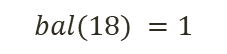 bal(18) = 1